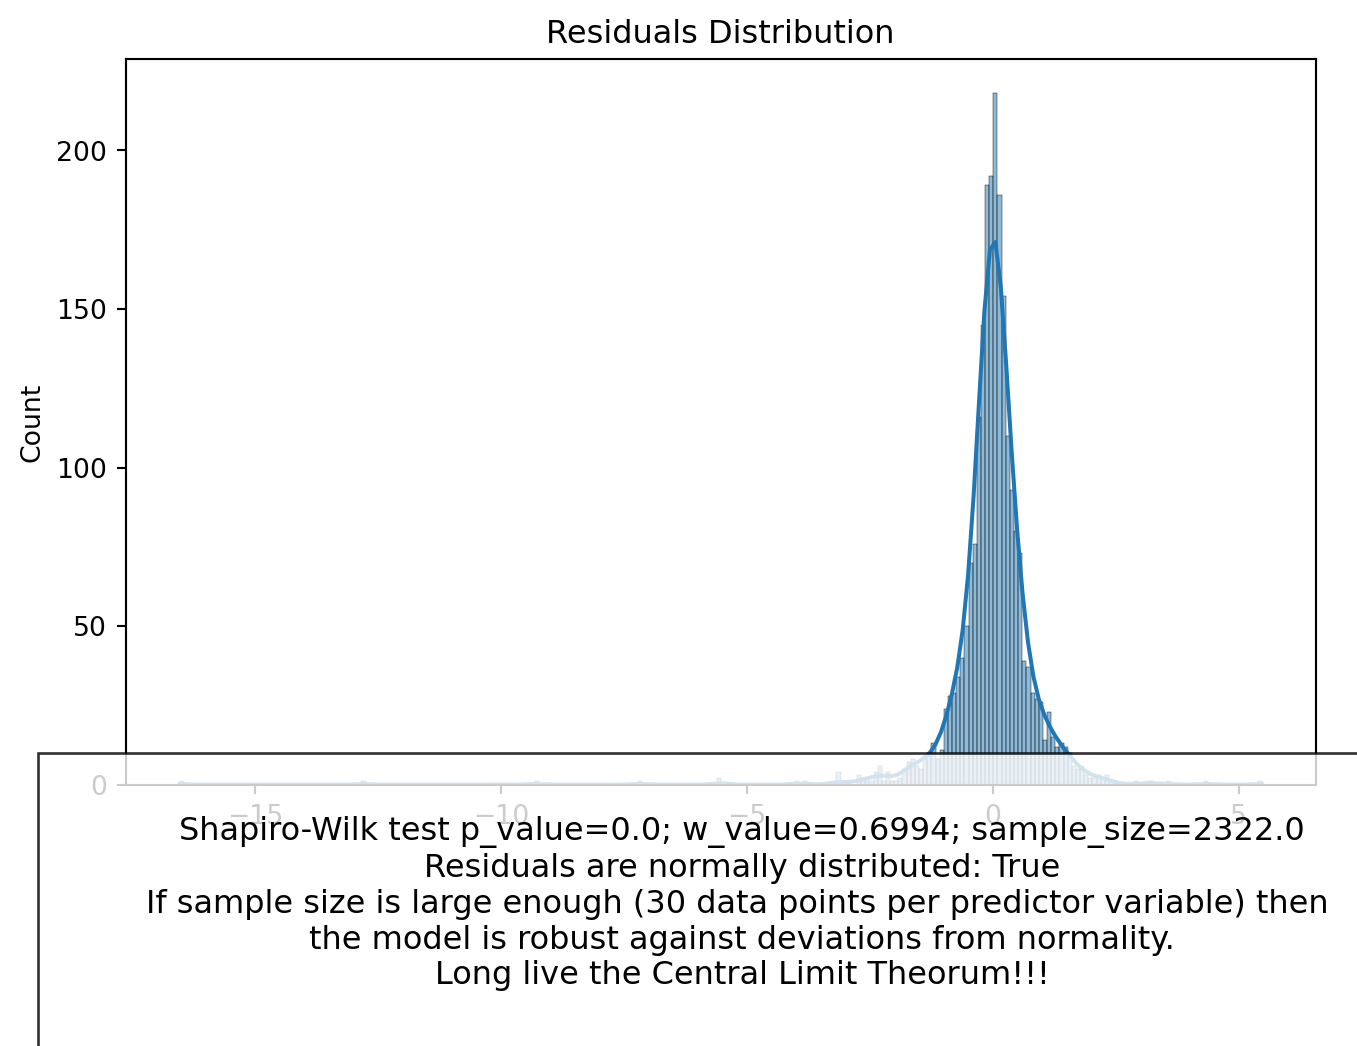 Residuals Distribution
200
150
100
50
0
Count
−15
−10
−5
0
5
Shapiro-Wilk test p_value=0.0; w_value=0.6994; sample_size=2322.0
Residuals are normally distributed: True
If sample size is large enough (30 data points per predictor variable) then
the model is robust against deviations from normality.
Long live the Central Limit Theorum!!!